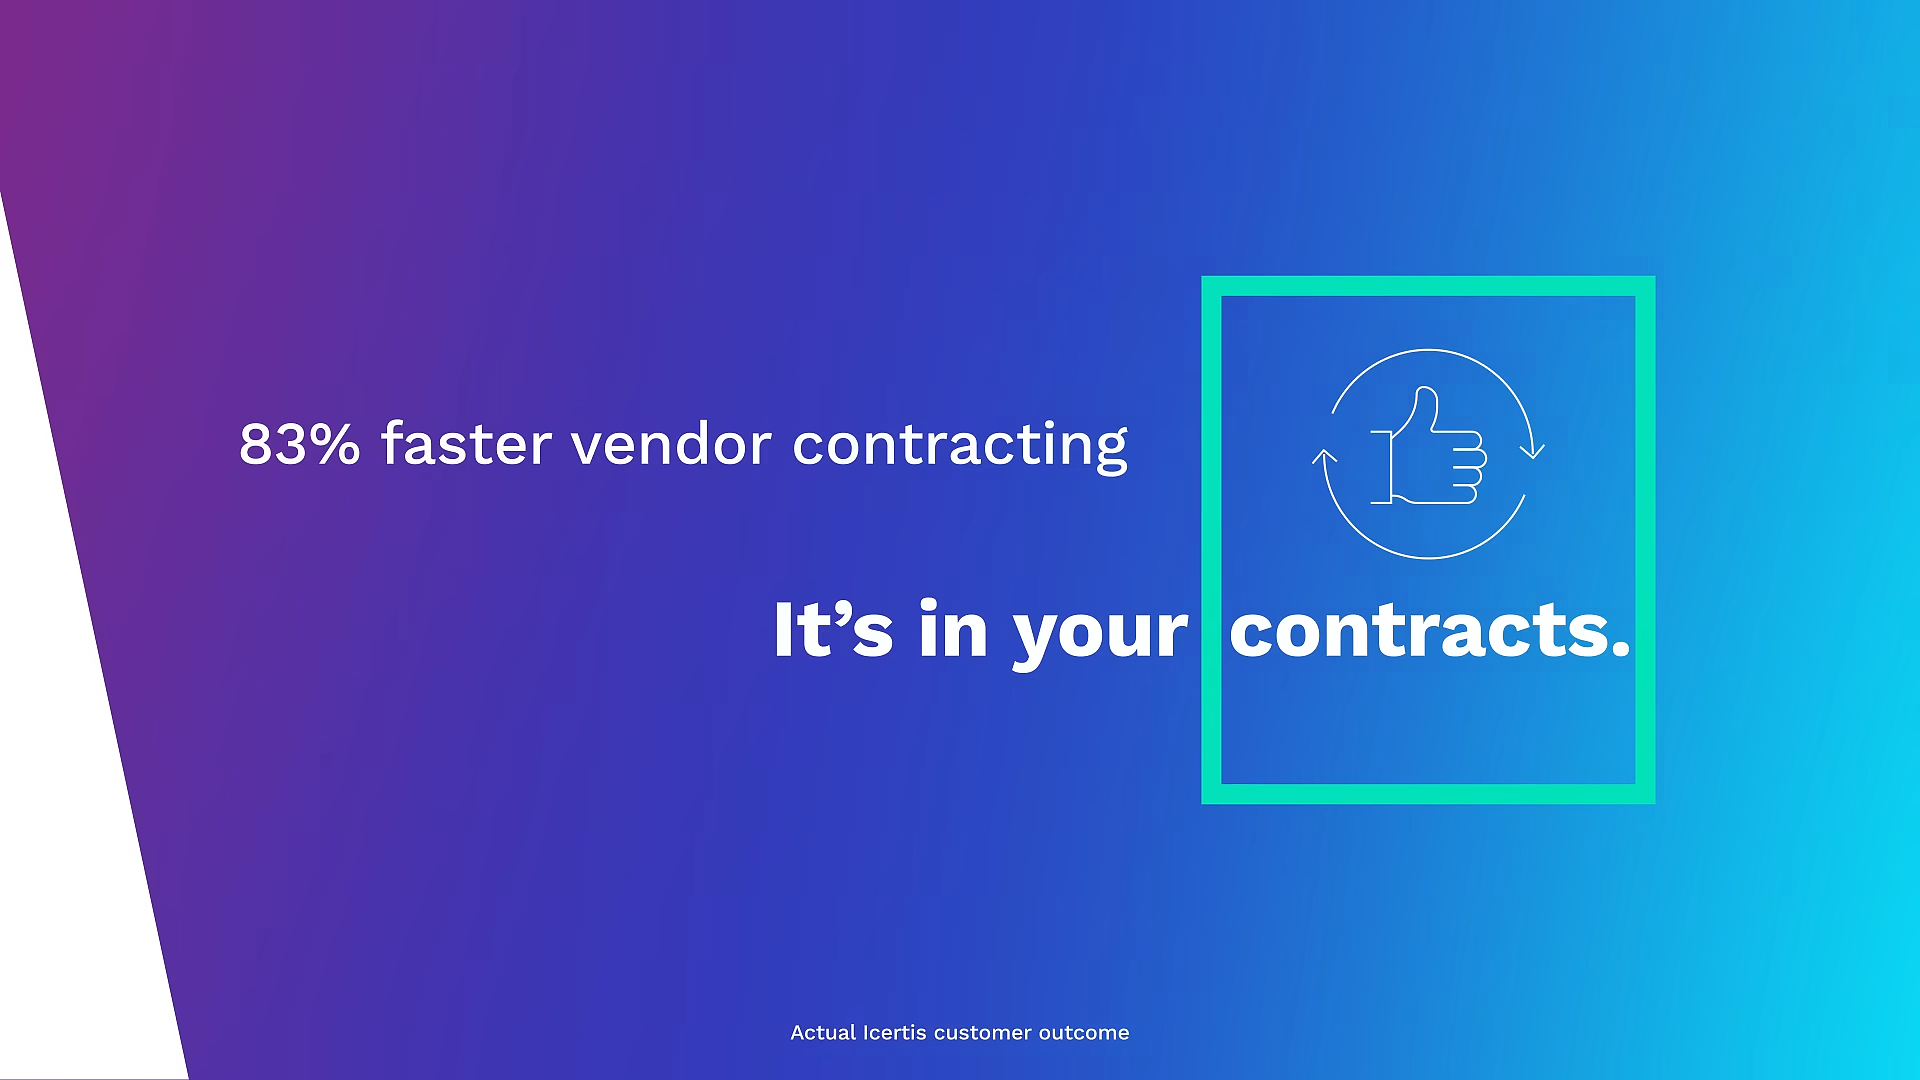 83% faster vendor contracting
It’s in your contracts.
Actual Icertis customer outcome